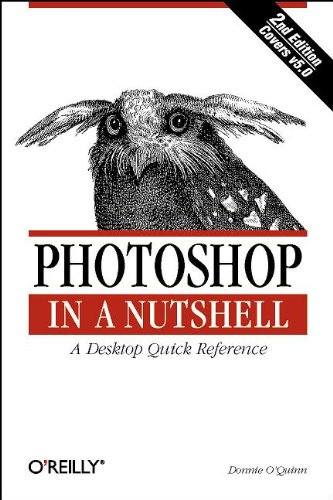 2nd Edition
Covers v5.0
PHOTOSHOP
IN A NUTSHELL
A Desktop Quick Reference
O'REILLY®
Donnie O'Quinn